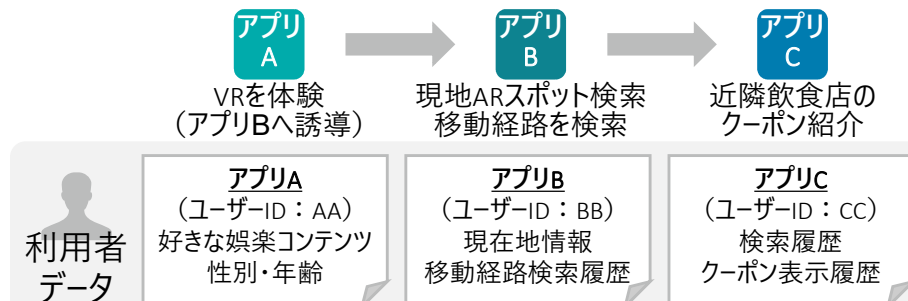 アプリ
A
アプリ
B
アプリ
C
VRを体験
（アプリBへ誘導）
現地ARスポット検索
移動経路を検索
近隣飲食店の
クーポン紹介
利用者
データ
アプリA
（ユーザーID：AA）
好きな娯楽コンテンツ
性別・年齢
アプリB
（ユーザーID：BB）
現在地情報
移動経路検索履歴
アプリC
（ユーザーID：CC）
検索履歴
クーポン表示履歴